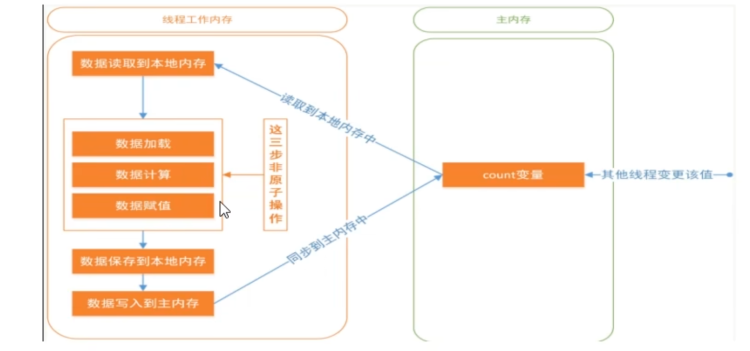 线程工作内存
主内存
数据读取到本地内存
读取到本地内存中
数据加载
数据计算
数据赋值
这三步非原子操作
count变量
其他线程变更该值
同步到主内存中
数据保存到本地内存
数据写入到主内存